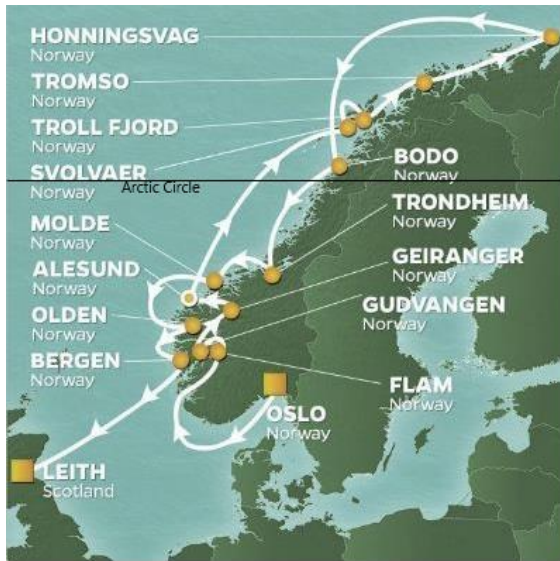 HONNINGSVAG
Norway
TROMSO
Norway
TROLL FJORD
Norway
SVOLVAER
Norway
Arctic Circle
BODO
Norway
MOLDE
Norway
TRONDHEIM
Norway
ALESUND
Norway
GEIRANGER
Norway
OLDEN
Norway
GUDVANGEN
Norway
BERGEN
Norway
FLAM
Norway
OSLO
Norway
LEITH
Scotland